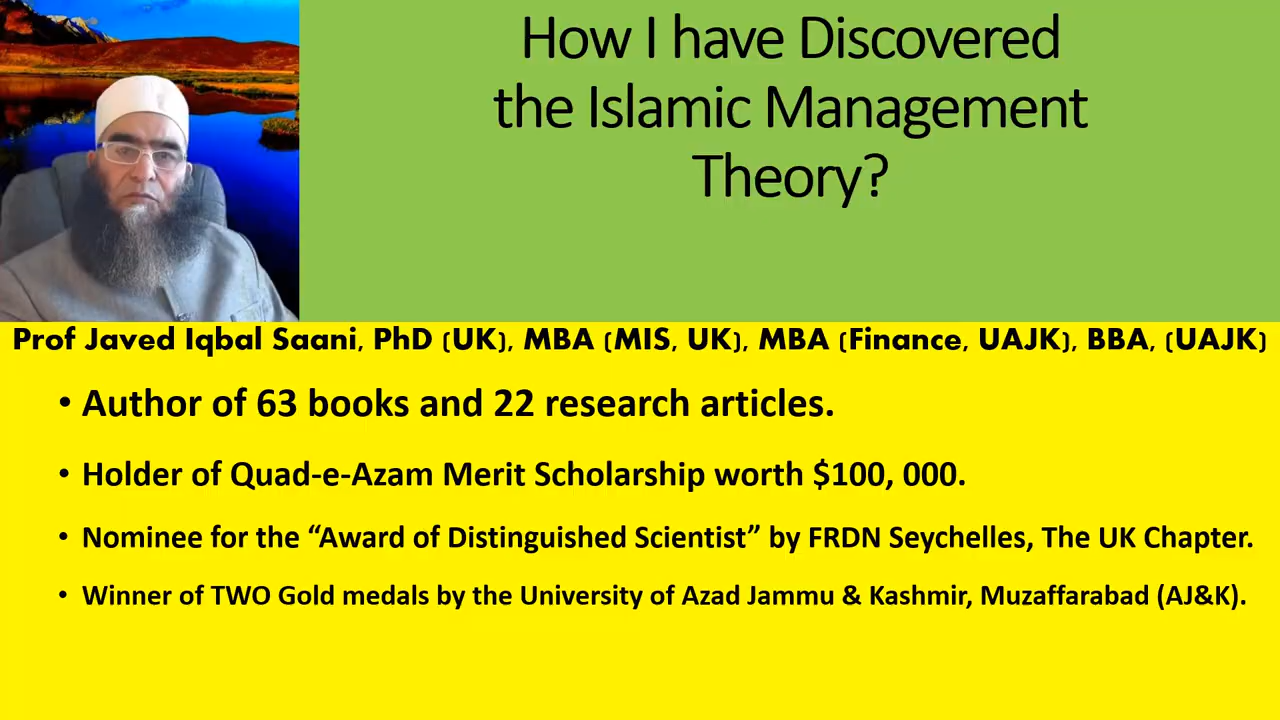 How I have Discovered
the Islamic Management
Theory?
Prof Javed Iqbal Saani, PhD (UK), MBA (MIS, UK), MBA (Finance, UAJK), BBA, (UAJK)
• Author of 63 books and 22 research articles.
• Holder of Quad-e-Azam Merit Scholarship worth $100, 000.
• Nominee for the “Award of Distinguished Scientist” by FRDN Seychelles, The UK Chapter.
• Winner of TWO Gold medals by the University of Azad Jammu & Kashmir, Muzaffarabad (AJ&K).